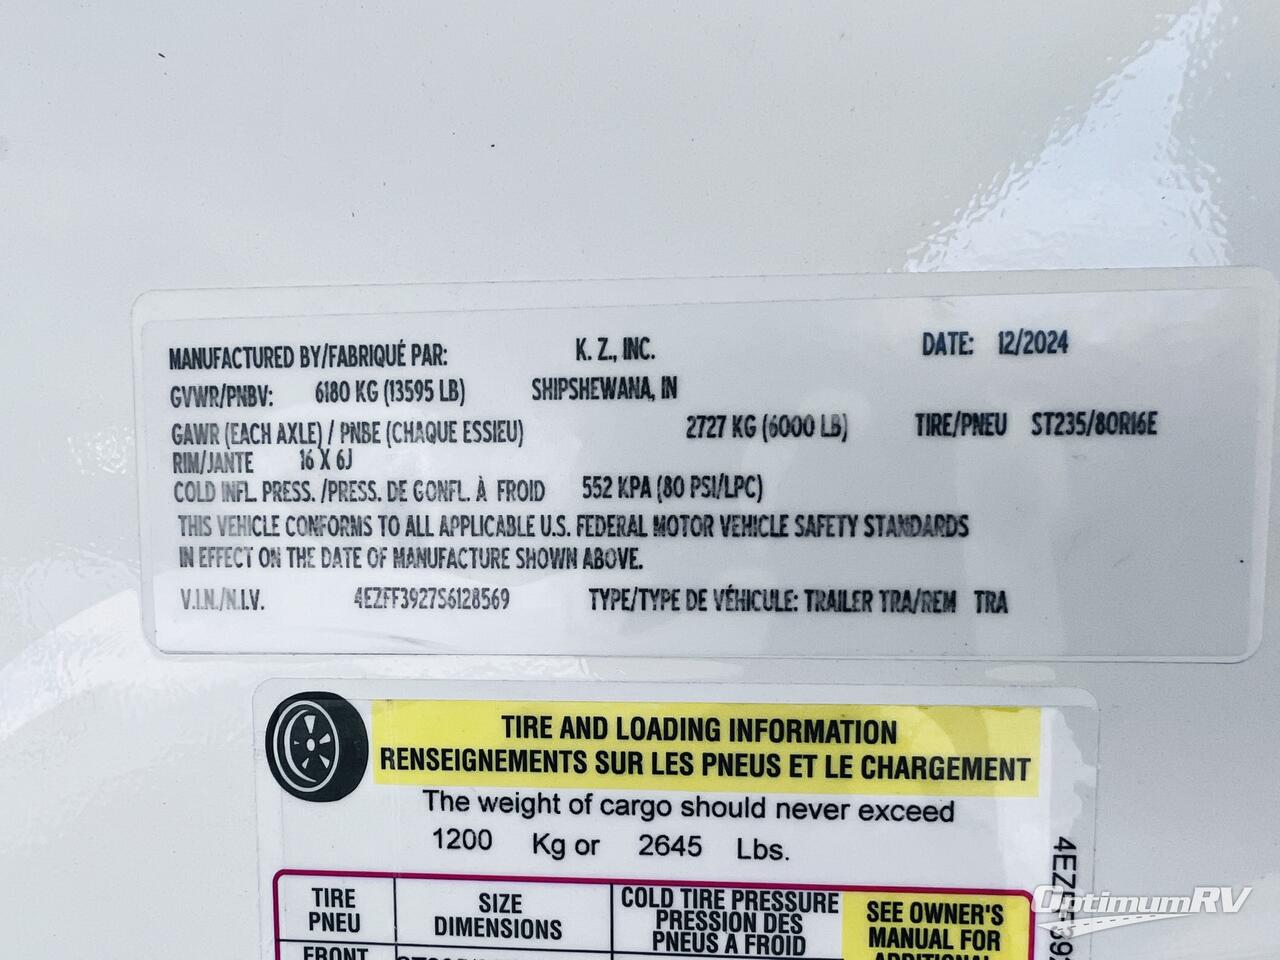 MANUFACTURED BY/FABRIQUÉ PAR: K. Z., INC. DATE: 12/2024
GVWR/PNBV: 6180 KG (13595 LB) SHIPSHEWANA, IN
GAWR (EACH AXLE) / PNBE (CHAQUE ESSIEU) 2727 KG (6000 LB) TIRE/PNEU ST235/80R16E
RIM/JANTE 16 X 6J
COLD INFL. PRESS. /PRESS. DE GONFL. À FROID 552 KPA (80 PSI/LPC)
THIS VEHICLE CONFORMS TO ALL APPLICABLE U.S. FEDERAL MOTOR VEHICLE SAFETY STANDARDS
IN EFFECT ON THE DATE OF MANUFACTURE SHOWN ABOVE.
V.I.N./N.I.V. 4EZFF3927S6128569 TYPE/TYPE DE VÉHICULE: TRAILER TRA/REM TRA
TIRE AND LOADING INFORMATION
RENSEIGNEMENTS SUR LES PNEUS ET LE CHARGEMENT
The weight of cargo should never exceed
1200 Kg or 2645 Lbs.
TIRE
PNEU
SIZE
DIMENSIONS
COLD TIRE PRESSURE
PRESSION DES
PNEUS A FROID
SEE OWNER'S
MANUAL FOR
ADDITIONAL
FRONT
OptimumRV